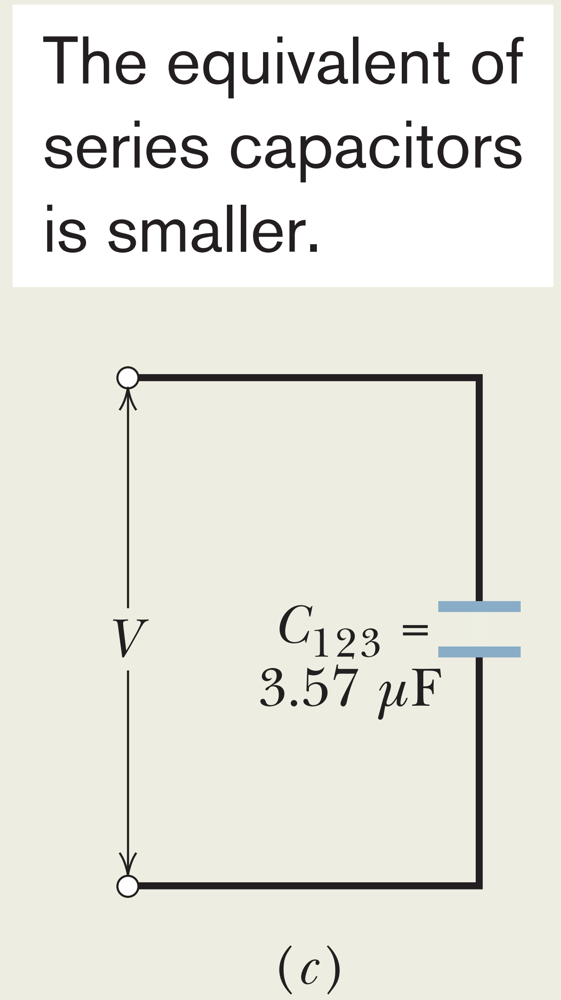 The equivalent of
series capacitors
is smaller.
V
C₁₂₃ =
3.57 μF
(c)